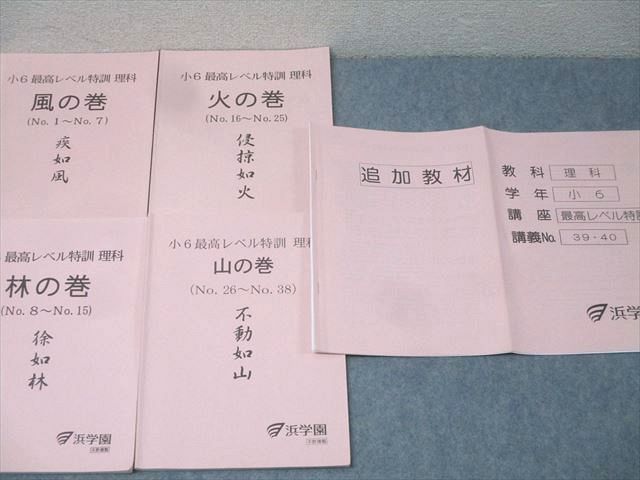 小6 最高レベル特訓 理科
風の巻
(No. 1～No. 7)
疾如風
小6 最高レベル特訓 理科
火の巻
(No. 16～No. 25)
侵掠如火
レベル特訓 理科
林の巻
(No. 8～No. 15)
徐如林
浜学園
小6 最高レベル特訓 理科
山の巻
(No. 26～No. 38)
不動如山
浜学園
追加教材
教科 理科
学年 小6
講座 最高レベル特訓
講義No. 39・40
浜学園